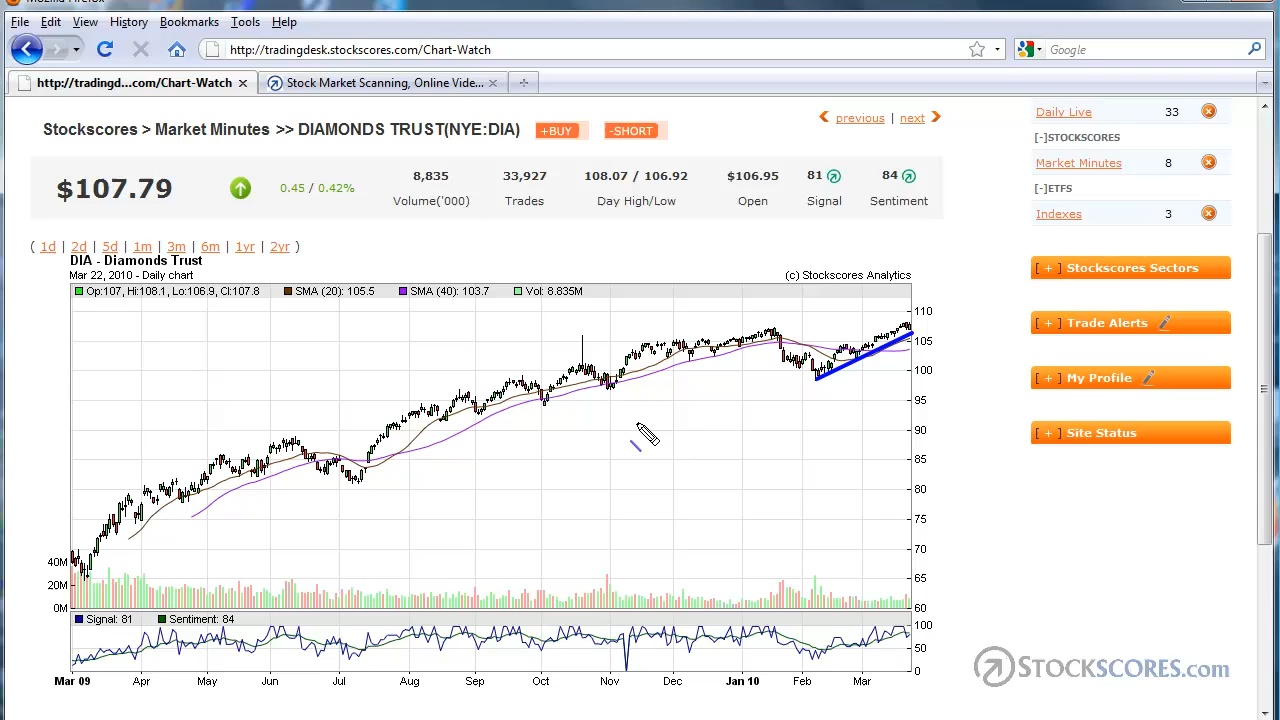 Mozilla Firefox
File Edit View History Bookmarks Tools Help
http://tradingdesk.stockscores.com/Chart-Watch
Google
http://tradingd...com/Chart-Watch
Stock Market Scanning, Online Vide...
Stockscores > Market Minutes >> DIAMONDS TRUST(NYE:DIA) +BUY -SHORT
previous | next
$107.79
0.45 / 0.42%
8,835
Volume('000)
33,927
Trades
108.07 / 106.92
Day High/Low
$106.95
Open
81
Signal
84
Sentiment
( 1d | 2d | 5d | 1m | 3m | 6m | 1yr | 2yr )
DIA - Diamonds Trust
Mar 22, 2010 - Daily chart
(c) Stockscores Analytics
Op:107, Hi:108.1, Lo:106.9, Cl:107.8 SMA (20): 105.5 SMA (40): 103.7 Vol: 8.835M
110
105
100
95
90
85
80
75
70
65
60
40M
20M
0M
Signal: 81 Sentiment: 84
100
50
0
Mar 09 Apr May Jun Jul Aug Sep Oct Nov Dec Jan 10 Feb Mar
Daily Live 33
[-]STOCKSCORES
Market Minutes 8
[-]ETFS
Indexes 3
[ + ] Stockscores Sectors
[ + ] Trade Alerts
[ + ] My Profile
[ + ] Site Status
STOCKSCORES.com